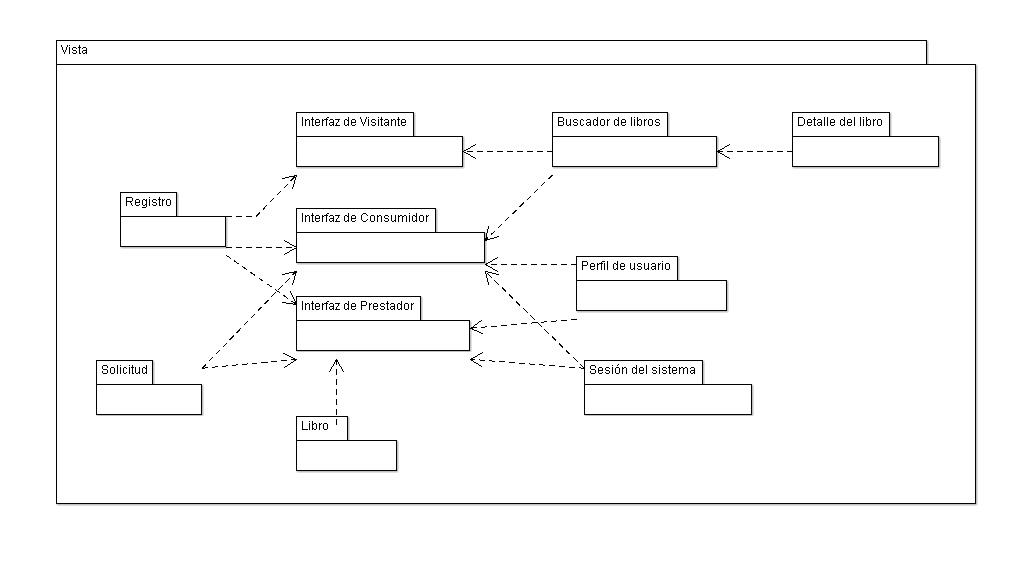 Vista
Interfaz de Visitante
Buscador de libros
Detalle del libro
Registro
Interfaz de Consumidor
Perfil de usuario
Interfaz de Prestador
Solicitud
Sesión del sistema
Libro